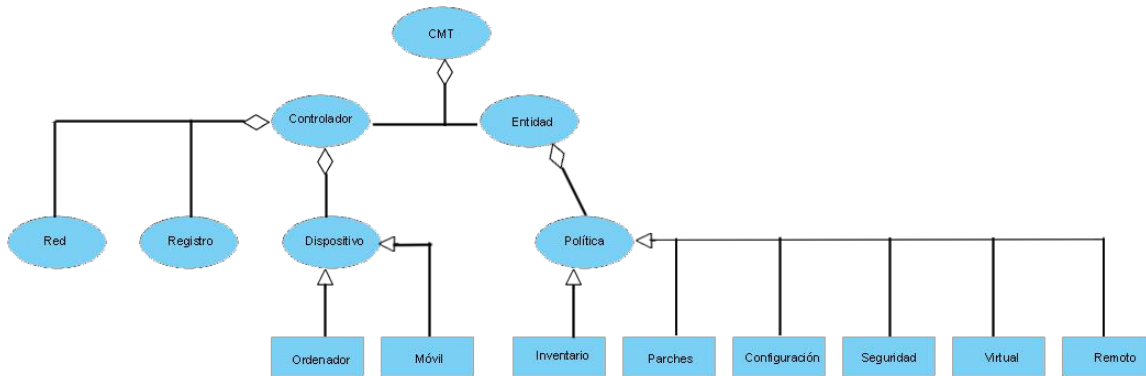 CMT
Controlador
Entidad
Red
Registro
Dispositivo
Política
Ordenador
Móvil
Inventario
Parches
Configuración
Seguridad
Virtual
Remoto